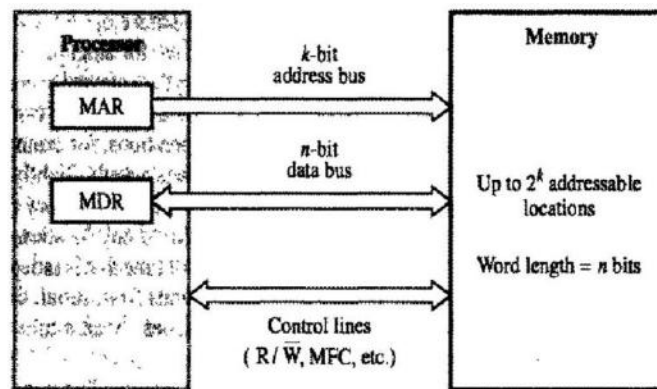 Processor
Memory
k-bit
address bus
MAR
n-bit
data bus
MDR
Up to 2^k addressable
locations
Word length = n bits
Control lines
( R / W̅, MFC, etc.)